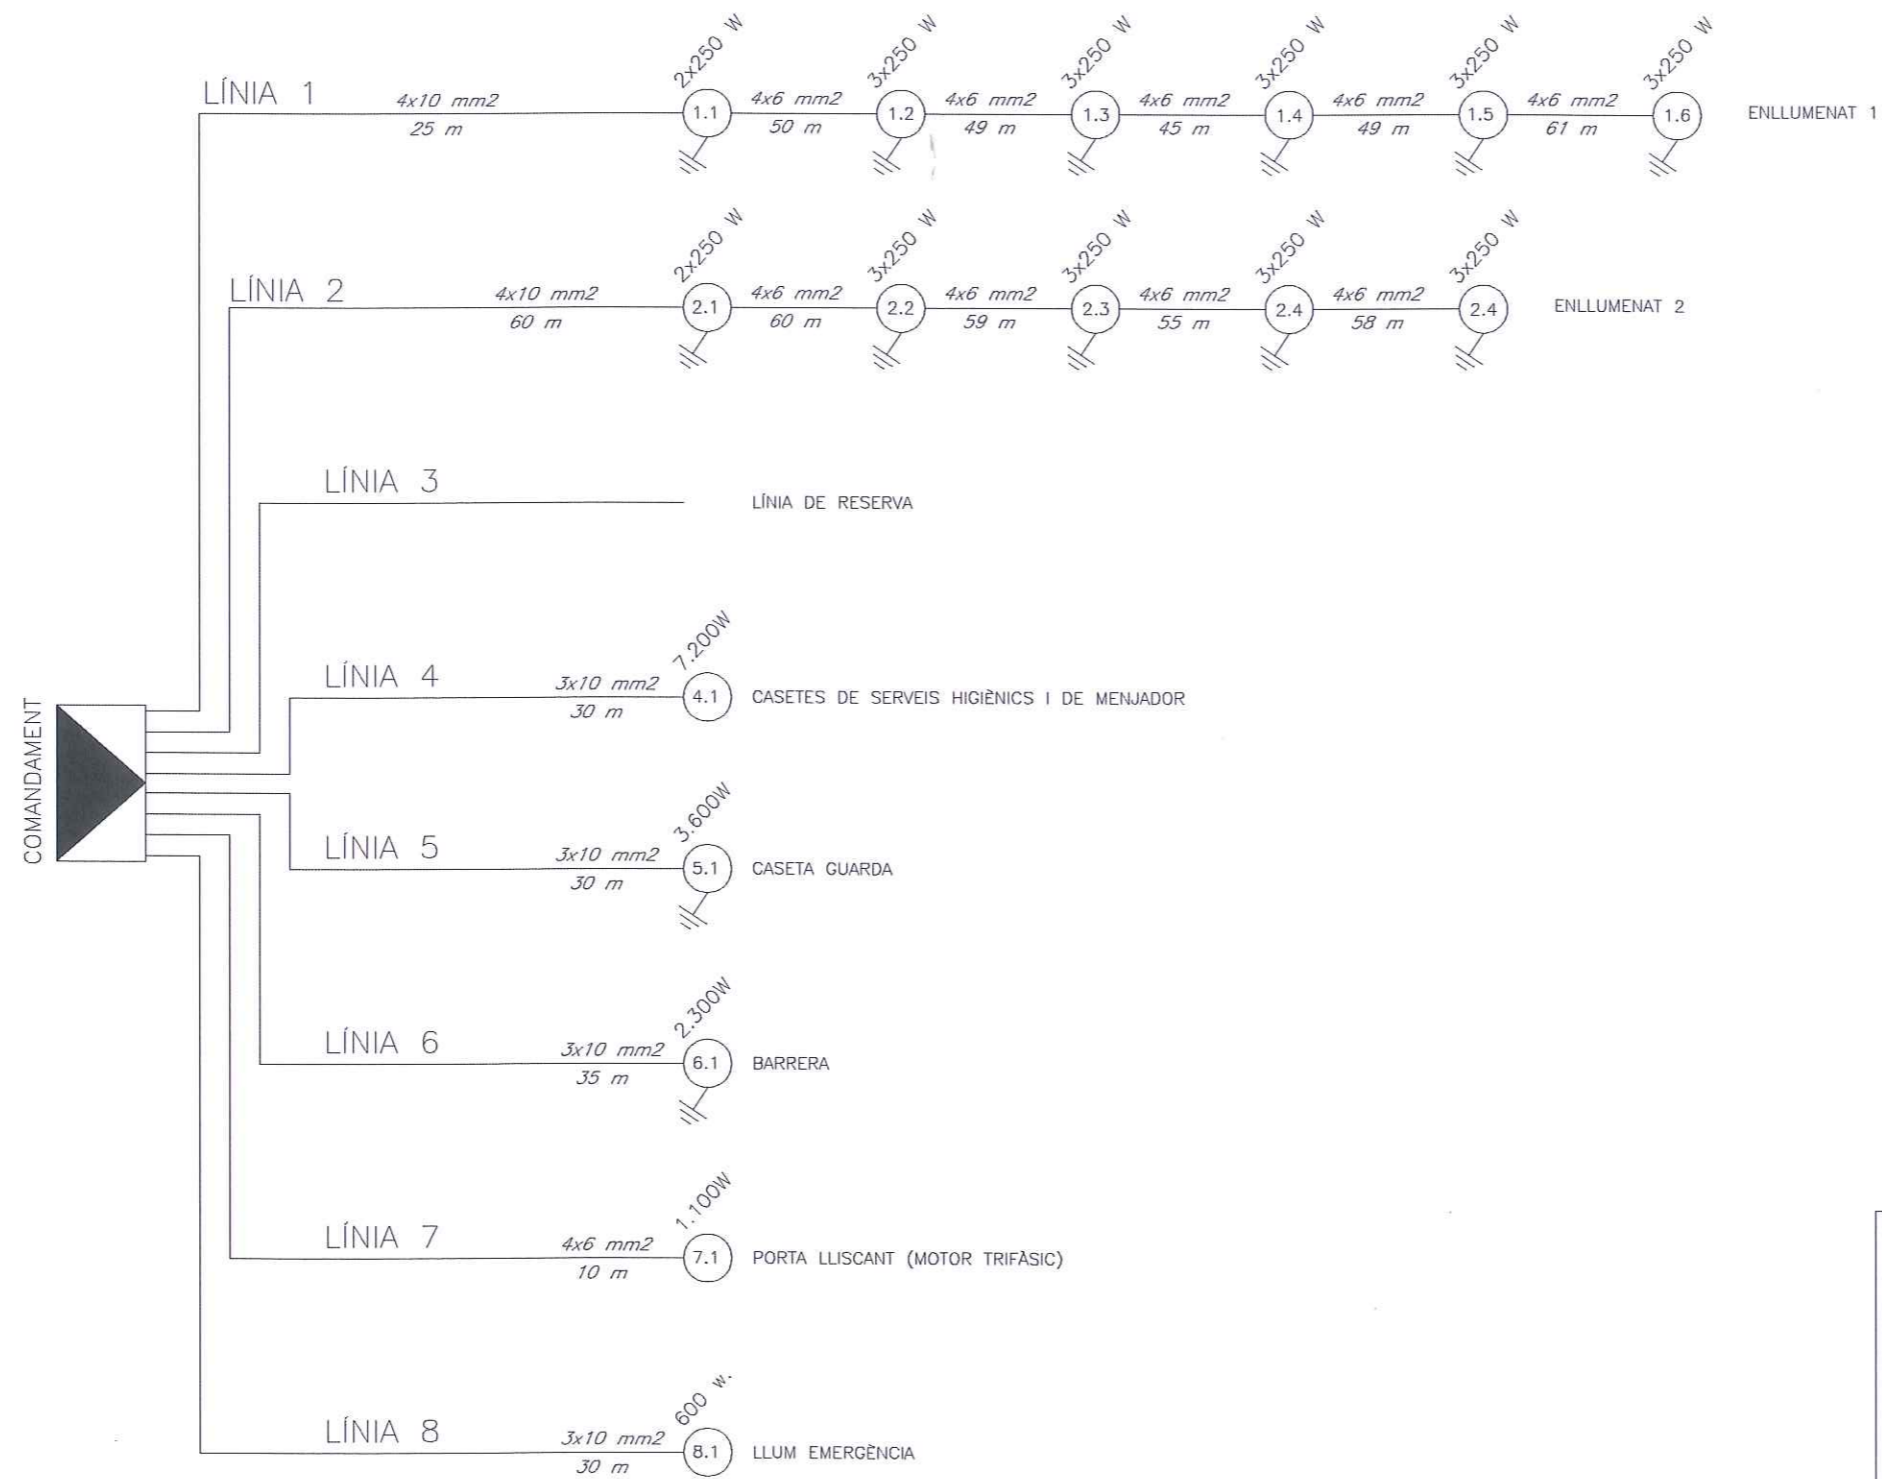 2x250 W
3x250 W
3x250 W
3x250 W
3x250 W
3x250 W
LÍNIA 1
4x10 mm2
25 m
1.1
4x6 mm2
50 m
1.2
4x6 mm2
49 m
1.3
4x6 mm2
45 m
1.4
4x6 mm2
49 m
1.5
4x6 mm2
61 m
1.6
ENLLUMENAT 1
2x250 W
3x250 W
3x250 W
3x250 W
3x250 W
LÍNIA 2
4x10 mm2
60 m
2.1
4x6 mm2
60 m
2.2
4x6 mm2
59 m
2.3
4x6 mm2
55 m
2.4
4x6 mm2
58 m
2.4
ENLLUMENAT 2
LÍNIA 3
LÍNIA DE RESERVA
COMANDAMENT
LÍNIA 4
3x10 mm2
30 m
7.200W
4.1
CASETES DE SERVEIS HIGIÈNICS I DE MENJADOR
LÍNIA 5
3x10 mm2
30 m
3.600W
5.1
CASETA GUARDA
LÍNIA 6
3x10 mm2
35 m
2.300W
6.1
BARRERA
LÍNIA 7
4x6 mm2
10 m
1.100W
7.1
PORTA LLISCANT (MOTOR TRIFÀSIC)
LÍNIA 8
3x10 mm2
30 m
600 w.
8.1
LLUM EMERGÈNCIA